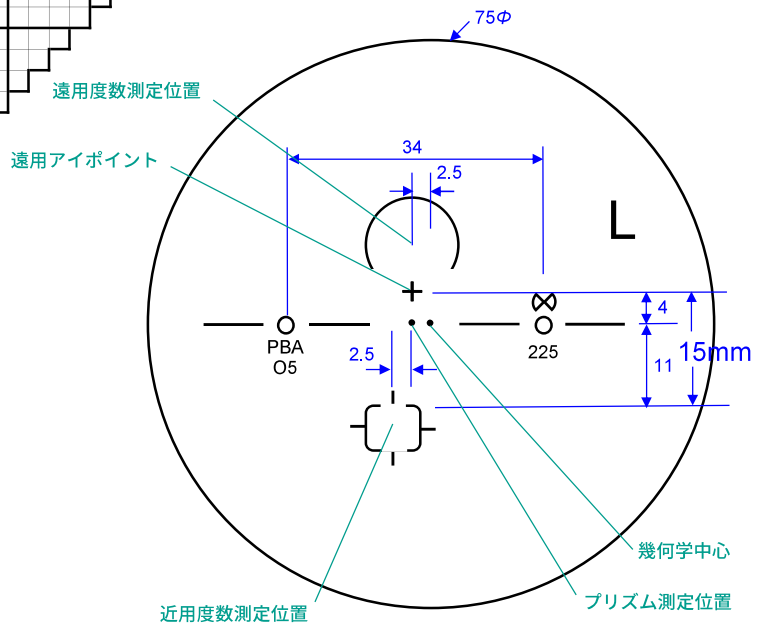 75Φ
遠用度数測定位置
34
遠用アイポイント
2.5
L
4
PBA
O5
225
2.5
11
15mm
幾何学中心
プリズム測定位置
近用度数測定位置